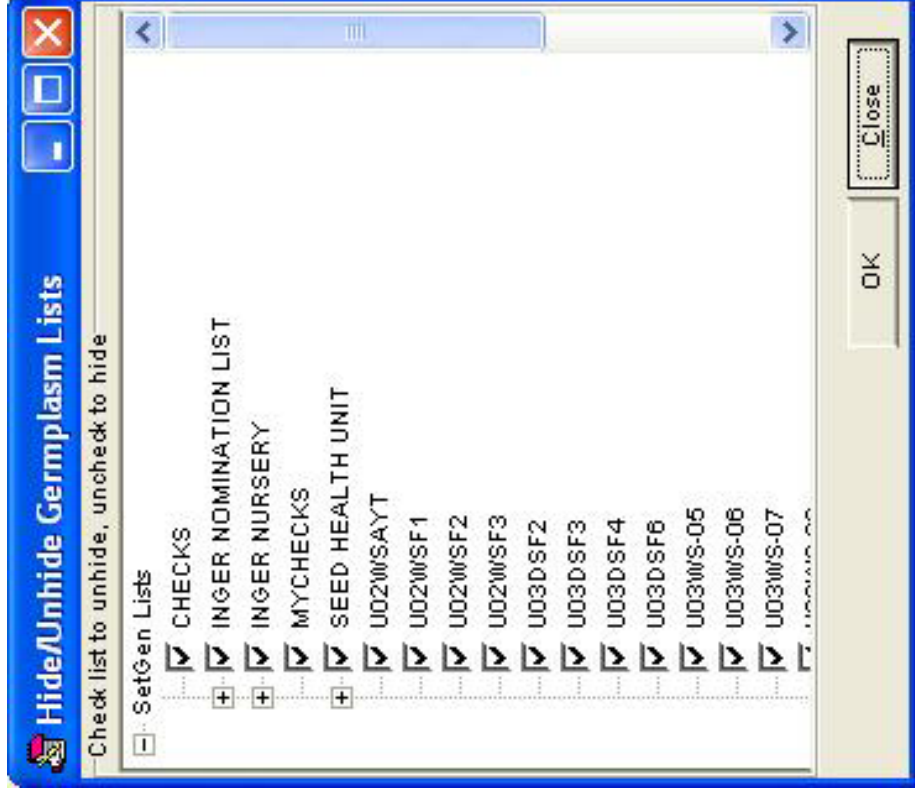 Hide/Unhide Germplasm Lists
Check list to unhide, uncheck to hide
SetGen Lists
CHECKS
INGER NOMINATION LIST
INGER NURSERY
MYCHECKS
SEED HEALTH UNIT
U02WSAYT
U02WSF1
U02WSF2
U02WSF3
U03DSF2
U03DSF3
U03DSF4
U03DSF6
U03WS-05
U03WS-06
U03WS-07
OK
Close